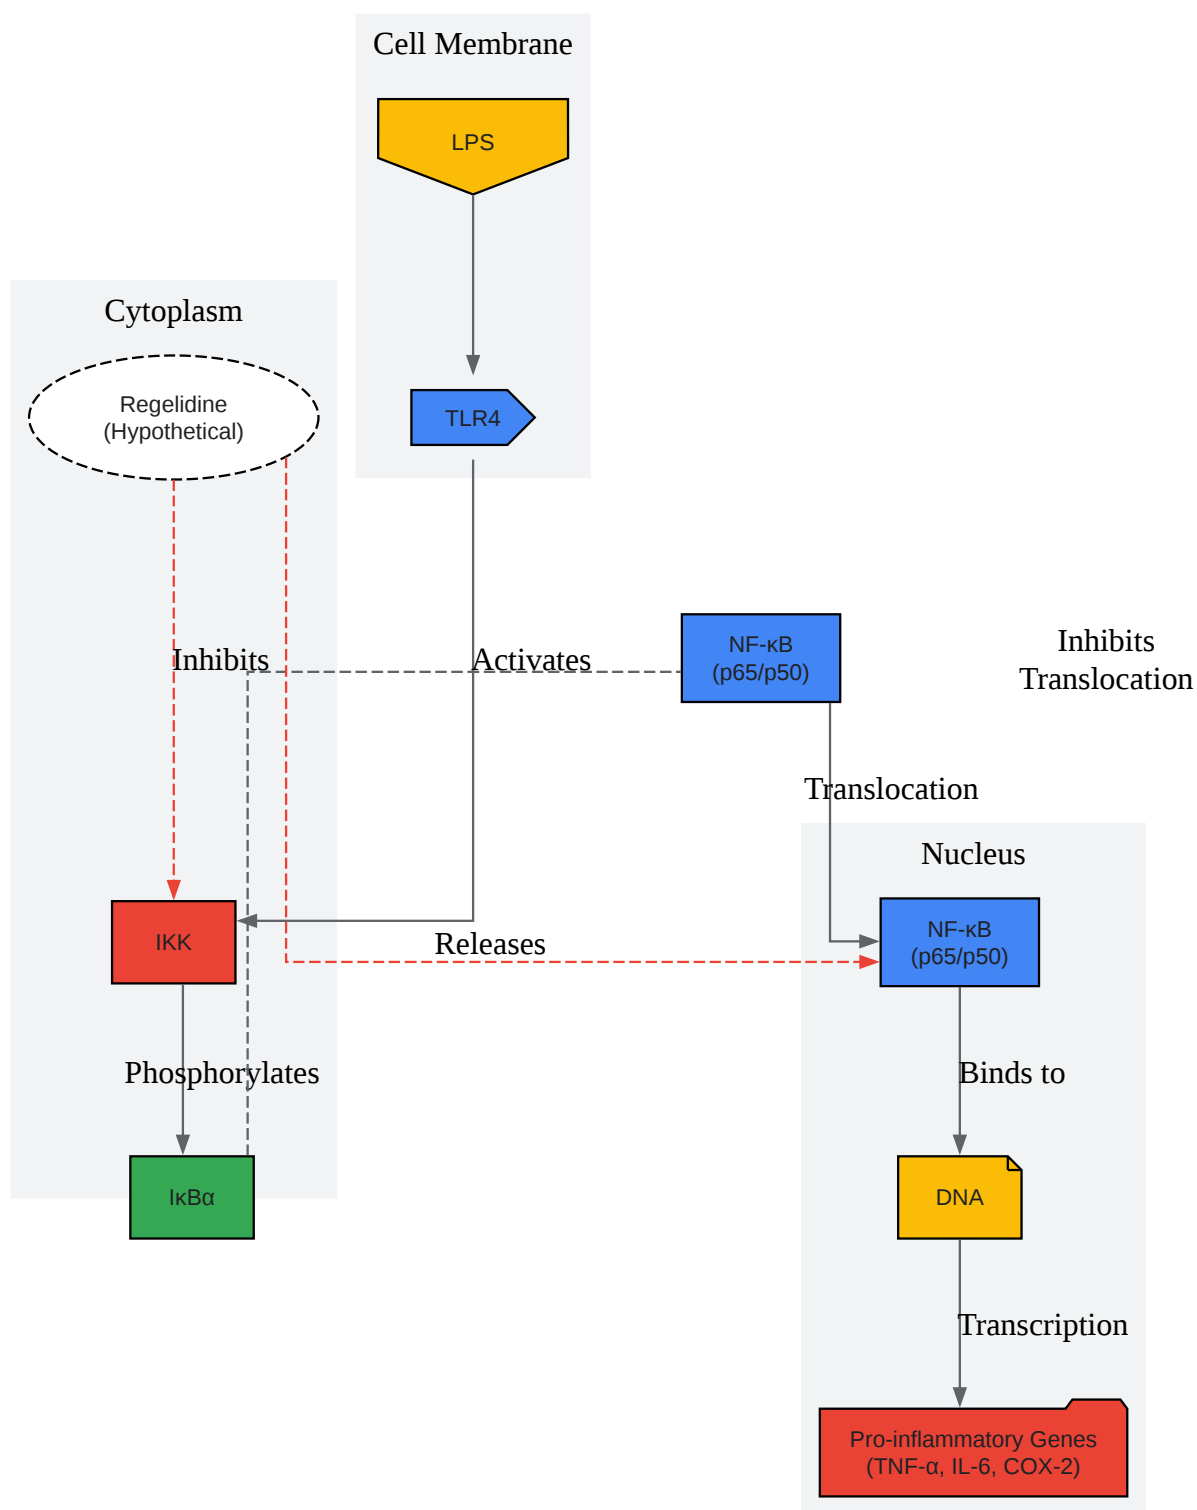 Cell Membrane
LPS
Cytoplasm
Regelidine
(Hypothetical)
TLR4
Inhibits
Activates
NF-κB
(p65/p50)
Inhibits
Translocation
Translocation
Nucleus
IKK
Releases
NF-κB
(p65/p50)
Phosphorylates
Binds to
IκBα
DNA
Transcription
Pro-inflammatory Genes
(TNF-α, IL-6, COX-2)